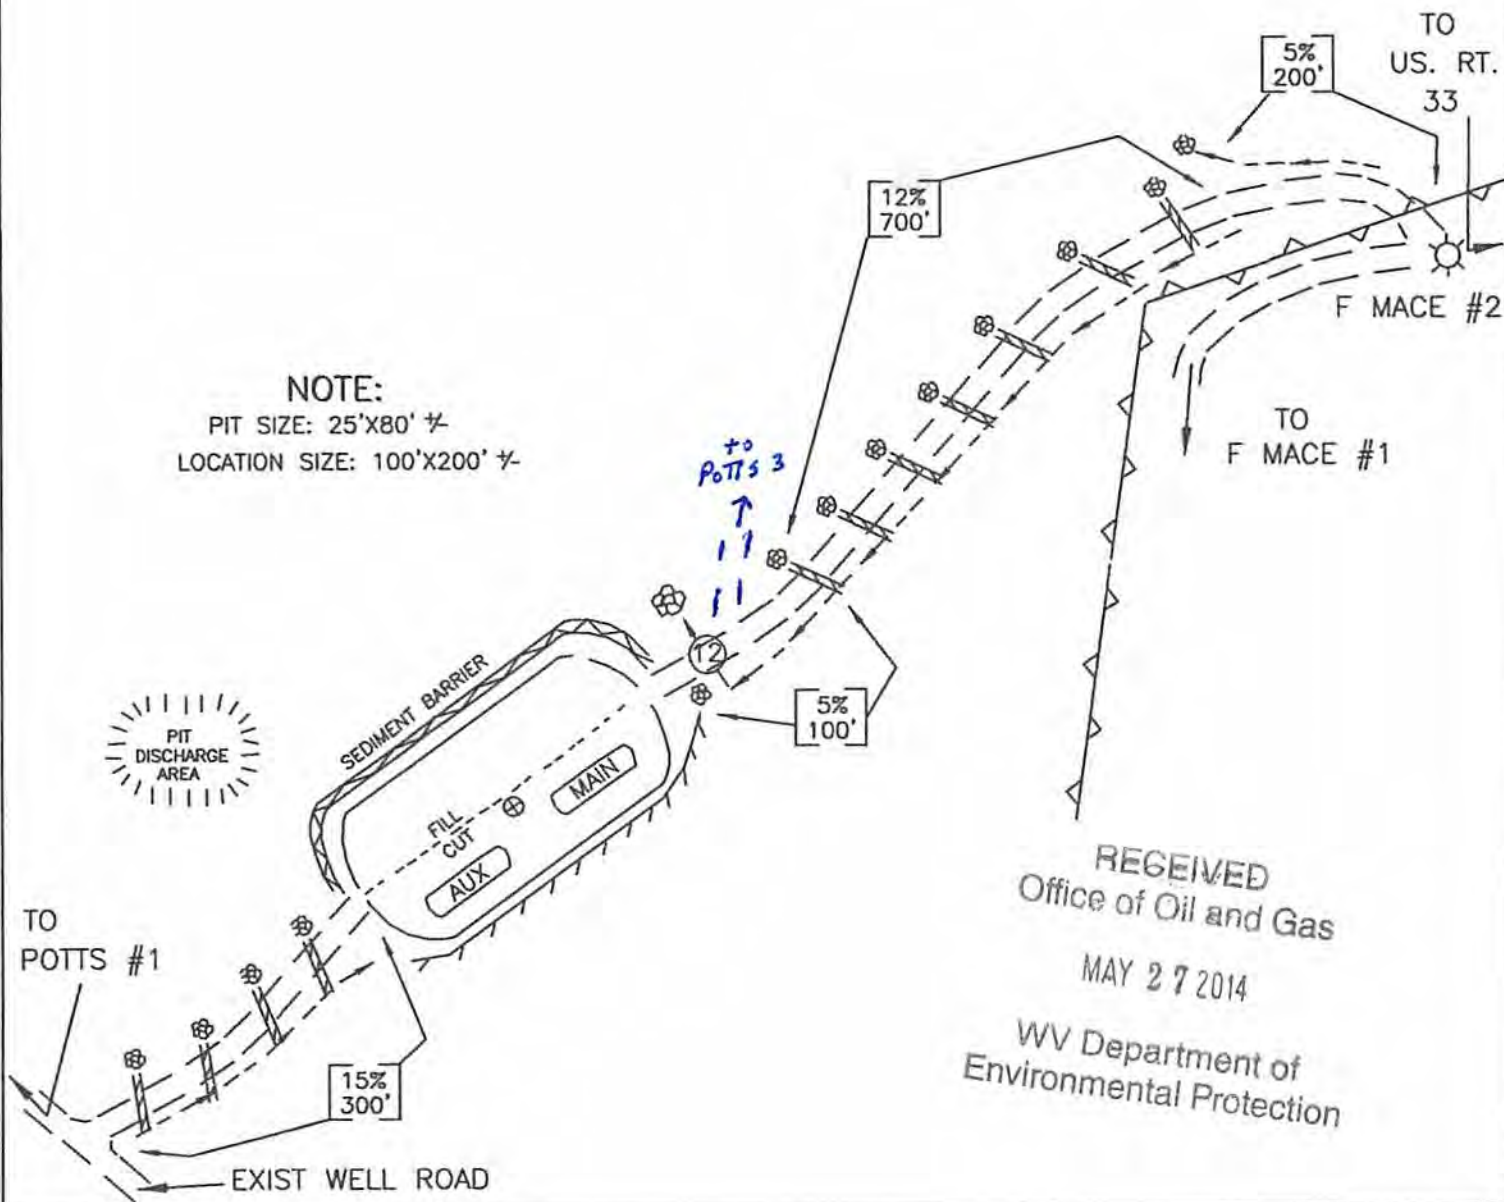 TO
US. RT.
33
5%
200'
12%
700'
F MACE #2
NOTE:
PIT SIZE: 25'X80' +/-
LOCATION SIZE: 100'X200' +/-
to
POTTS 3
TO
F MACE #1
12
SEDIMENT BARRIER
5%
100'
PIT
DISCHARGE
AREA
MAIN
FILL
CUT
AUX
RECEIVED
Office of Oil and Gas
MAY 27 2014
WV Department of
Environmental Protection
TO
POTTS #1
15%
300'
EXIST WELL ROAD